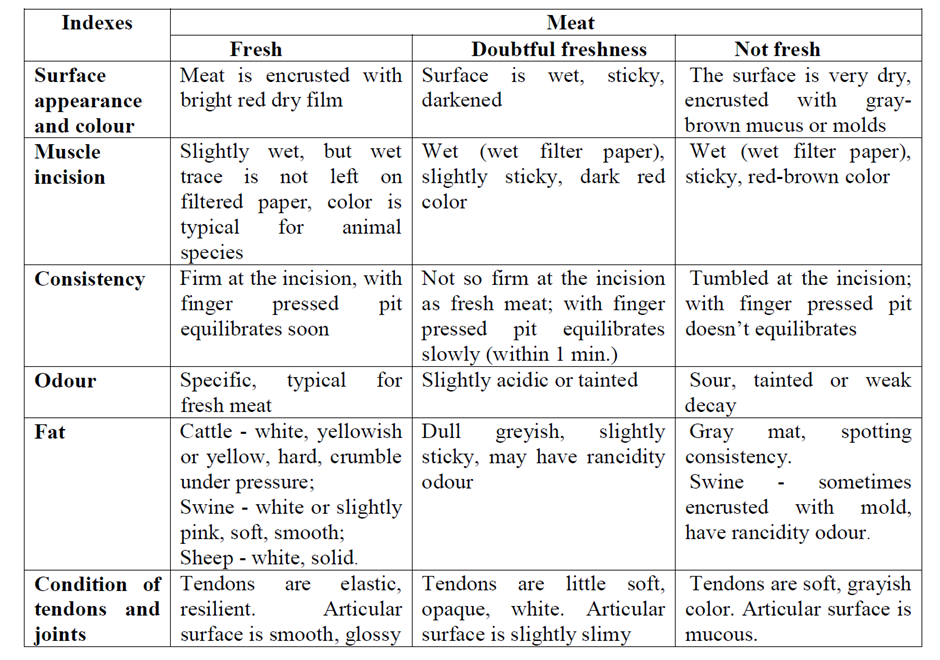 Indexes
Meat
Fresh
Doubtful freshness
Not fresh
Surface
appearance
and colour
Meat is encrusted with
bright red dry film
Surface is wet, sticky,
darkened
The surface is very dry,
encrusted with gray-
brown mucus or molds
Muscle
incision
Slightly wet, but wet
trace is not left on
filtered paper, color is
typical for animal
species
Wet (wet filter paper),
slightly sticky, dark red
color
Wet (wet filter paper),
sticky, red-brown color
Consistency
Firm at the incision, with
finger pressed pit
equilibrates soon
Not so firm at the incision
as fresh meat; with finger
pressed pit equilibrates
slowly (within 1 min.)
Tumbled at the incision;
with finger pressed pit
doesn’t equilibrates
Odour
Specific, typical for
fresh meat
Slightly acidic or tainted
Sour, tainted or weak
decay
Fat
Cattle - white, yellowish
or yellow, hard, crumble
under pressure;
Swine - white or slightly
pink, soft, smooth;
Sheep - white, solid.
Dull greyish, slightly
sticky, may have rancidity
odour
Gray mat, spotting
consistency.
Swine - sometimes
encrusted with mold,
have rancidity odour.
Condition of
tendons and
joints
Tendons are elastic,
resilient. Articular
surface is smooth, glossy
Tendons are little soft,
opaque, white. Articular
surface is slightly slimy
Tendons are soft, grayish
color. Articular surface is
mucous.